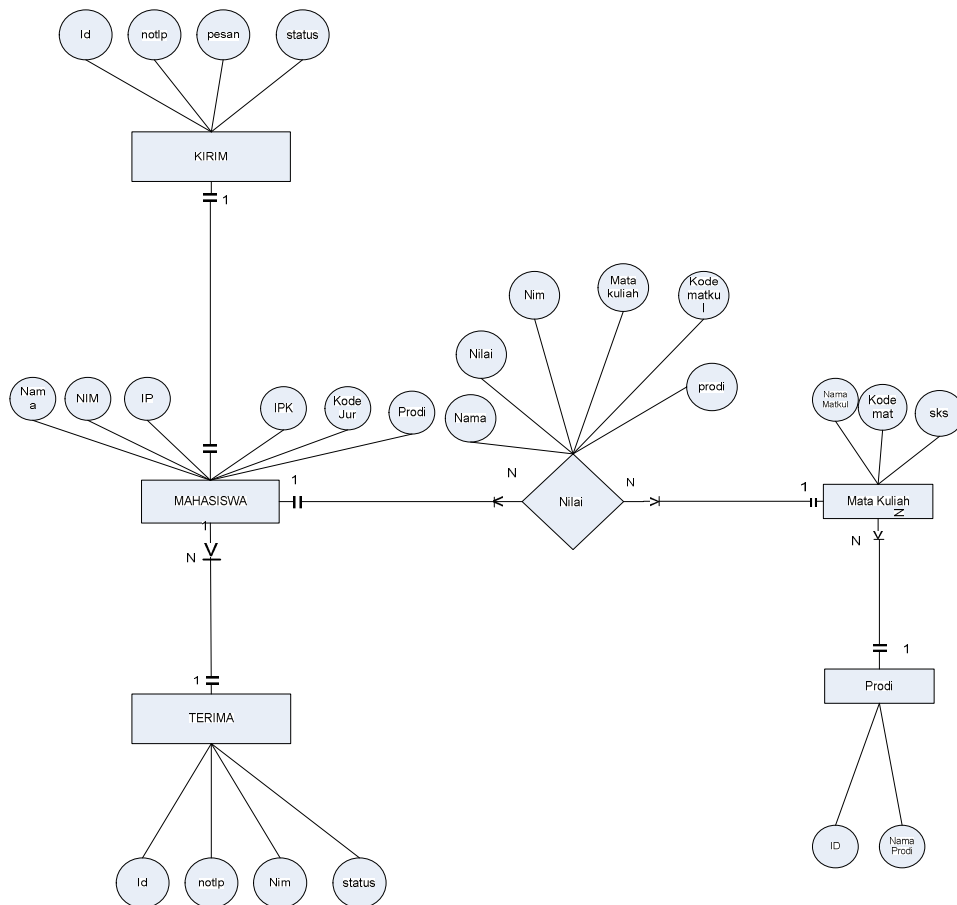 Id
notlp
pesan
status
KIRIM
1
Nim
Mata
kuliah
Kode
matku
l
Nilai
prodi
Nama
Nam
a
NIM
IP
IPK
Kode
Jur
Prodi
Nama
Matkul
Kode
mat
sks
1
N
N
1
MAHASISWA
1
Nilai
Mata Kuliah
N
N
N
1
1
TERIMA
Prodi
ID
Nama
Prodi
Id
notlp
Nim
status